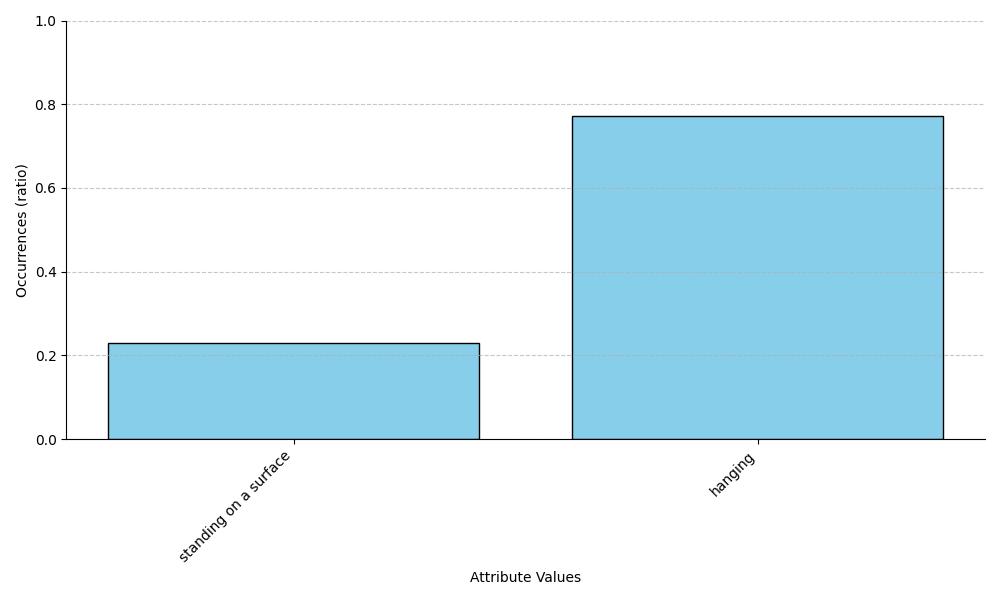 1.0
0.8
0.6
0.4
0.2
0.0
Occurrences (ratio)
standing on a surface
hanging
Attribute Values